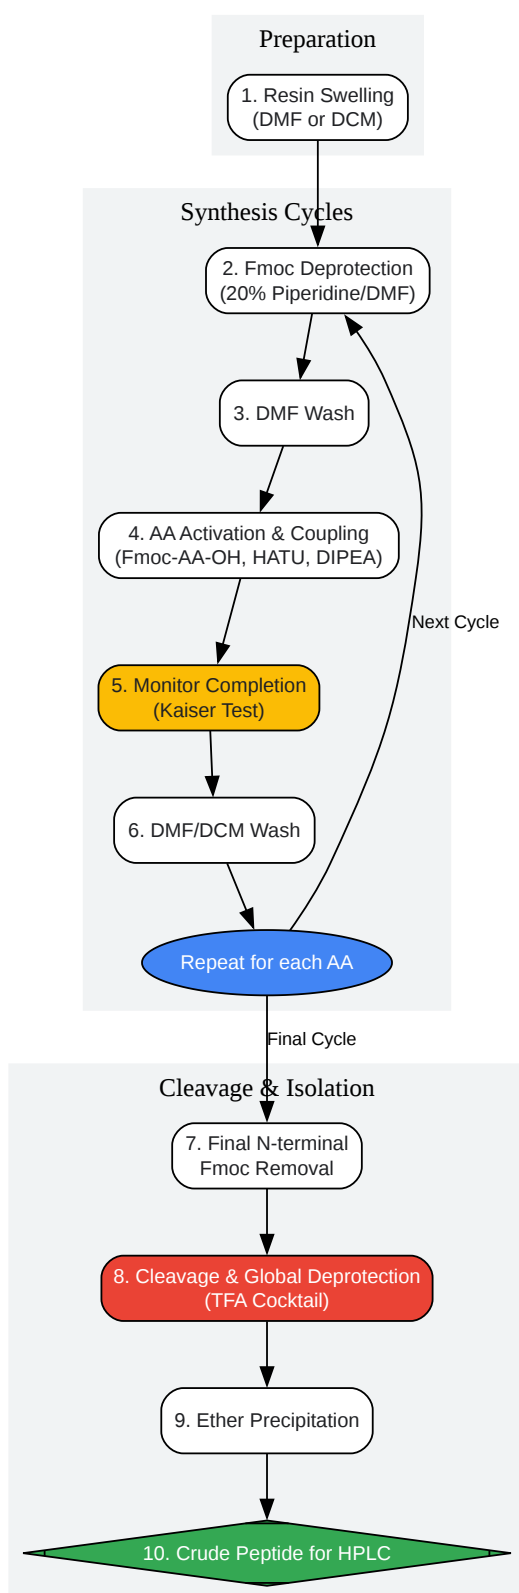 Preparation
1. Resin Swelling
(DMF or DCM)
Synthesis Cycles
2. Fmoc Deprotection
(20% Piperidine/DMF)
3. DMF Wash
4. AA Activation & Coupling
(Fmoc-AA-OH, HATU, DIPEA)
Next Cycle
5. Monitor Completion
(Kaiser Test)
6. DMF/DCM Wash
Repeat for each AA
Final Cycle
Cleavage & Isolation
7. Final N-terminal
Fmoc Removal
8. Cleavage & Global Deprotection
(TFA Cocktail)
9. Ether Precipitation
10. Crude Peptide for HPLC